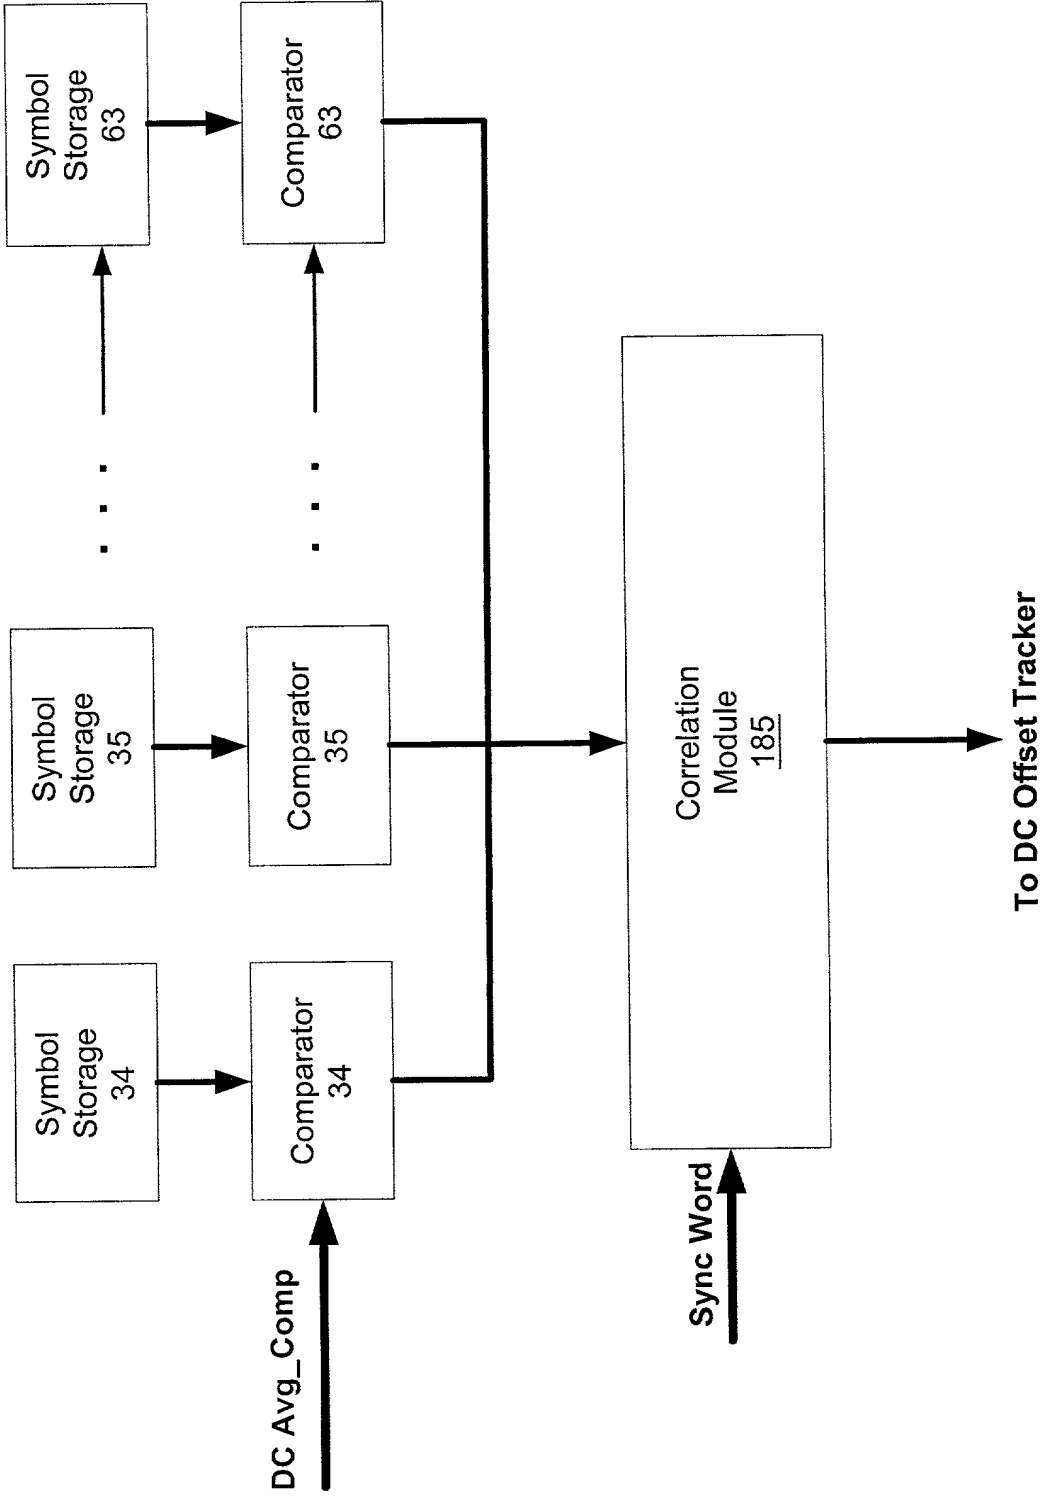 Symbol
Storage
34
Symbol
Storage
35
. . .
Symbol
Storage
63
DC Avg_Comp
Comparator
34
Comparator
35
. . .
Comparator
63
Sync Word
Correlation
Module
185
To DC Offset Tracker